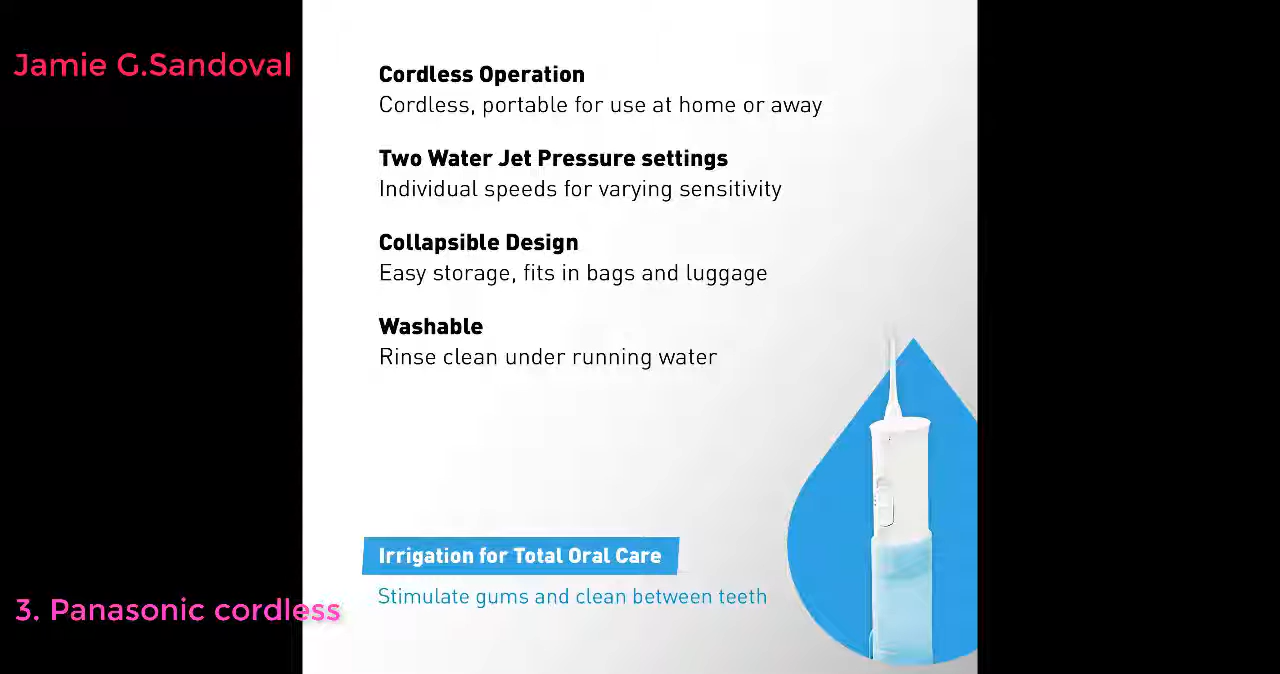 Jamie G.Sandoval
Cordless Operation
Cordless, portable for use at home or away
Two Water Jet Pressure settings
Individual speeds for varying sensitivity
Collapsible Design
Easy storage, fits in bags and luggage
Washable
Rinse clean under running water
Irrigation for Total Oral Care
Stimulate gums and clean between teeth
3. Panasonic cordless